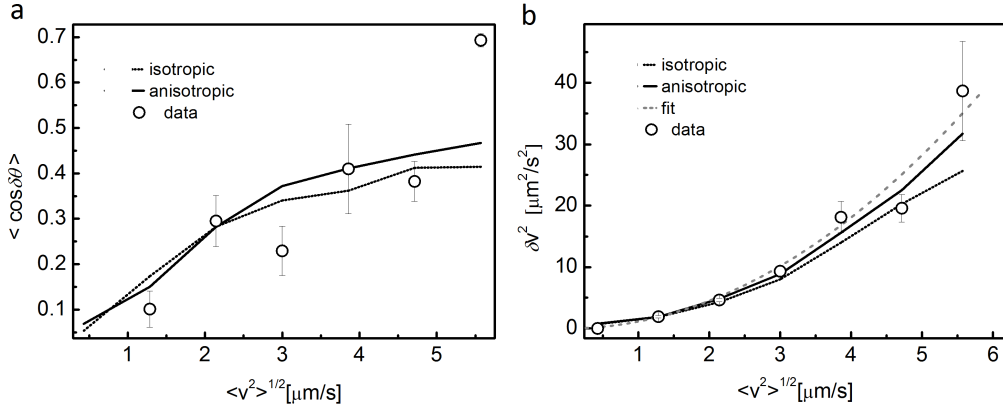 a
0.7
0.6
0.5
0.4
0.3
0.2
0.1
< cosδθ >
isotropic
anisotropic
data
1 2 3 4 5
<v²>^1/2[μm/s]
b
40
30
20
10
0
δv² [μm²/s²]
isotropic
anisotropic
fit
data
1 2 3 4 5 6
<v²>^1/2[μm/s]